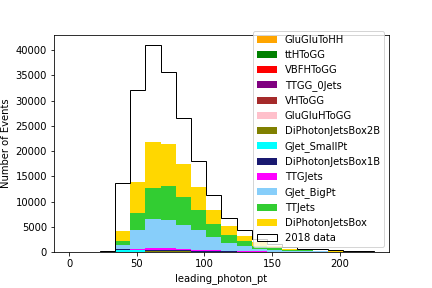 GluGluToHH
ttHToGG
VBFHToGG
TTGG_0Jets
VHToGG
GluGluHToGG
DiPhotonJetsBox2B
GJet_SmallPt
DiPhotonJetsBox1B
TTGJets
GJet_BigPt
TTJets
DiPhotonJetsBox
2018 data
Number of Events
40000
35000
30000
25000
20000
15000
10000
5000
0
0 50 100 150 200
leading_photon_pt